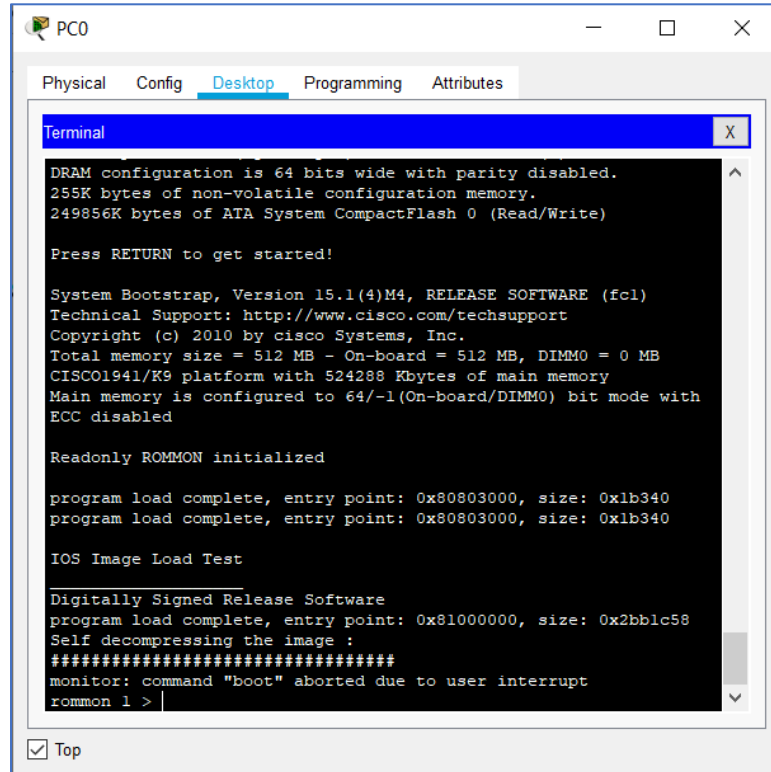 PC0
Physical Config Desktop Programming Attributes
Terminal X
DRAM configuration is 64 bits wide with parity disabled.
255K bytes of non-volatile configuration memory.
249856K bytes of ATA System CompactFlash 0 (Read/Write)
Press RETURN to get started!
System Bootstrap, Version 15.1(4)M4, RELEASE SOFTWARE (fc1)
Technical Support: http://www.cisco.com/techsupport
Copyright (c) 2010 by cisco Systems, Inc.
Total memory size = 512 MB - On-board = 512 MB, DIMM0 = 0 MB
CISCO1941/K9 platform with 524288 Kbytes of main memory
Main memory is configured to 64/-1(On-board/DIMM0) bit mode with
ECC disabled
Readonly ROMMON initialized
program load complete, entry point: 0x80803000, size: 0x1b340
program load complete, entry point: 0x80803000, size: 0x1b340
IOS Image Load Test
___________________
Digitally Signed Release Software
program load complete, entry point: 0x81000000, size: 0x2bb1c58
Self decompressing the image :
##################################
monitor: command "boot" aborted due to user interrupt
rommon 1 >
Top